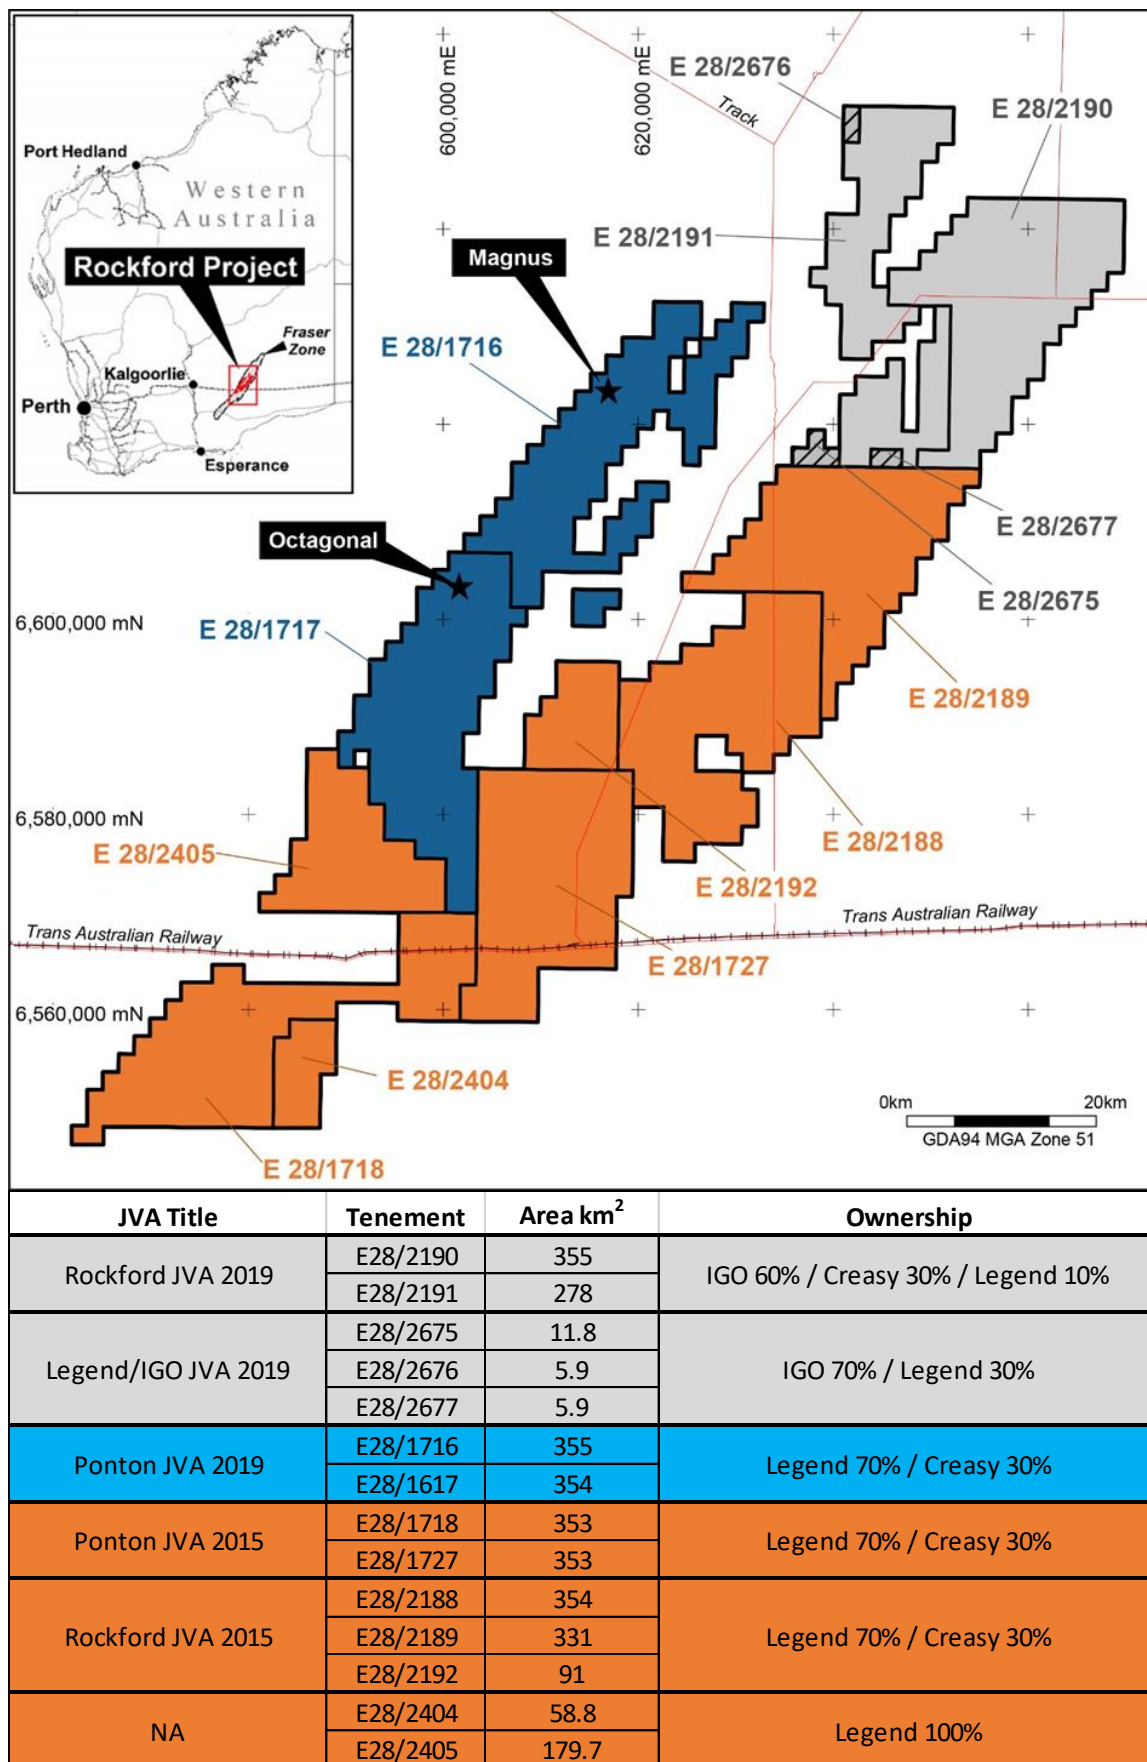 600,000 mE
620,000 mE
E 28/2676
Track
E 28/2190
Port Hedland
Western
Australia
E 28/2191
Magnus
Rockford Project
Fraser
Zone
E 28/1716
Kalgoorlie
Perth
Esperance
E 28/2677
Octagonal
E 28/2675
6,600,000 mN
E 28/1717
E 28/2189
6,580,000 mN
E 28/2188
E 28/2405
E 28/2192
Trans Australian Railway
Trans Australian Railway
E 28/1727
6,560,000 mN
E 28/2404
0km 20km
GDA94 MGA Zone 51
E 28/1718
JVA Title Tenement Area km2 Ownership
Rockford JVA 2019 E28/2190 355 IGO 60% / Creasy 30% / Legend 10%
E28/2191 278
Legend/IGO JVA 2019 E28/2675 11.8 IGO 70% / Legend 30%
E28/2676 5.9
E28/2677 5.9
Ponton JVA 2019 E28/1716 355 Legend 70% / Creasy 30%
E28/1617 354
Ponton JVA 2015 E28/1718 353 Legend 70% / Creasy 30%
E28/1727 353
Rockford JVA 2015 E28/2188 354 Legend 70% / Creasy 30%
E28/2189 331
E28/2192 91
NA E28/2404 58.8 Legend 100%
E28/2405 179.7